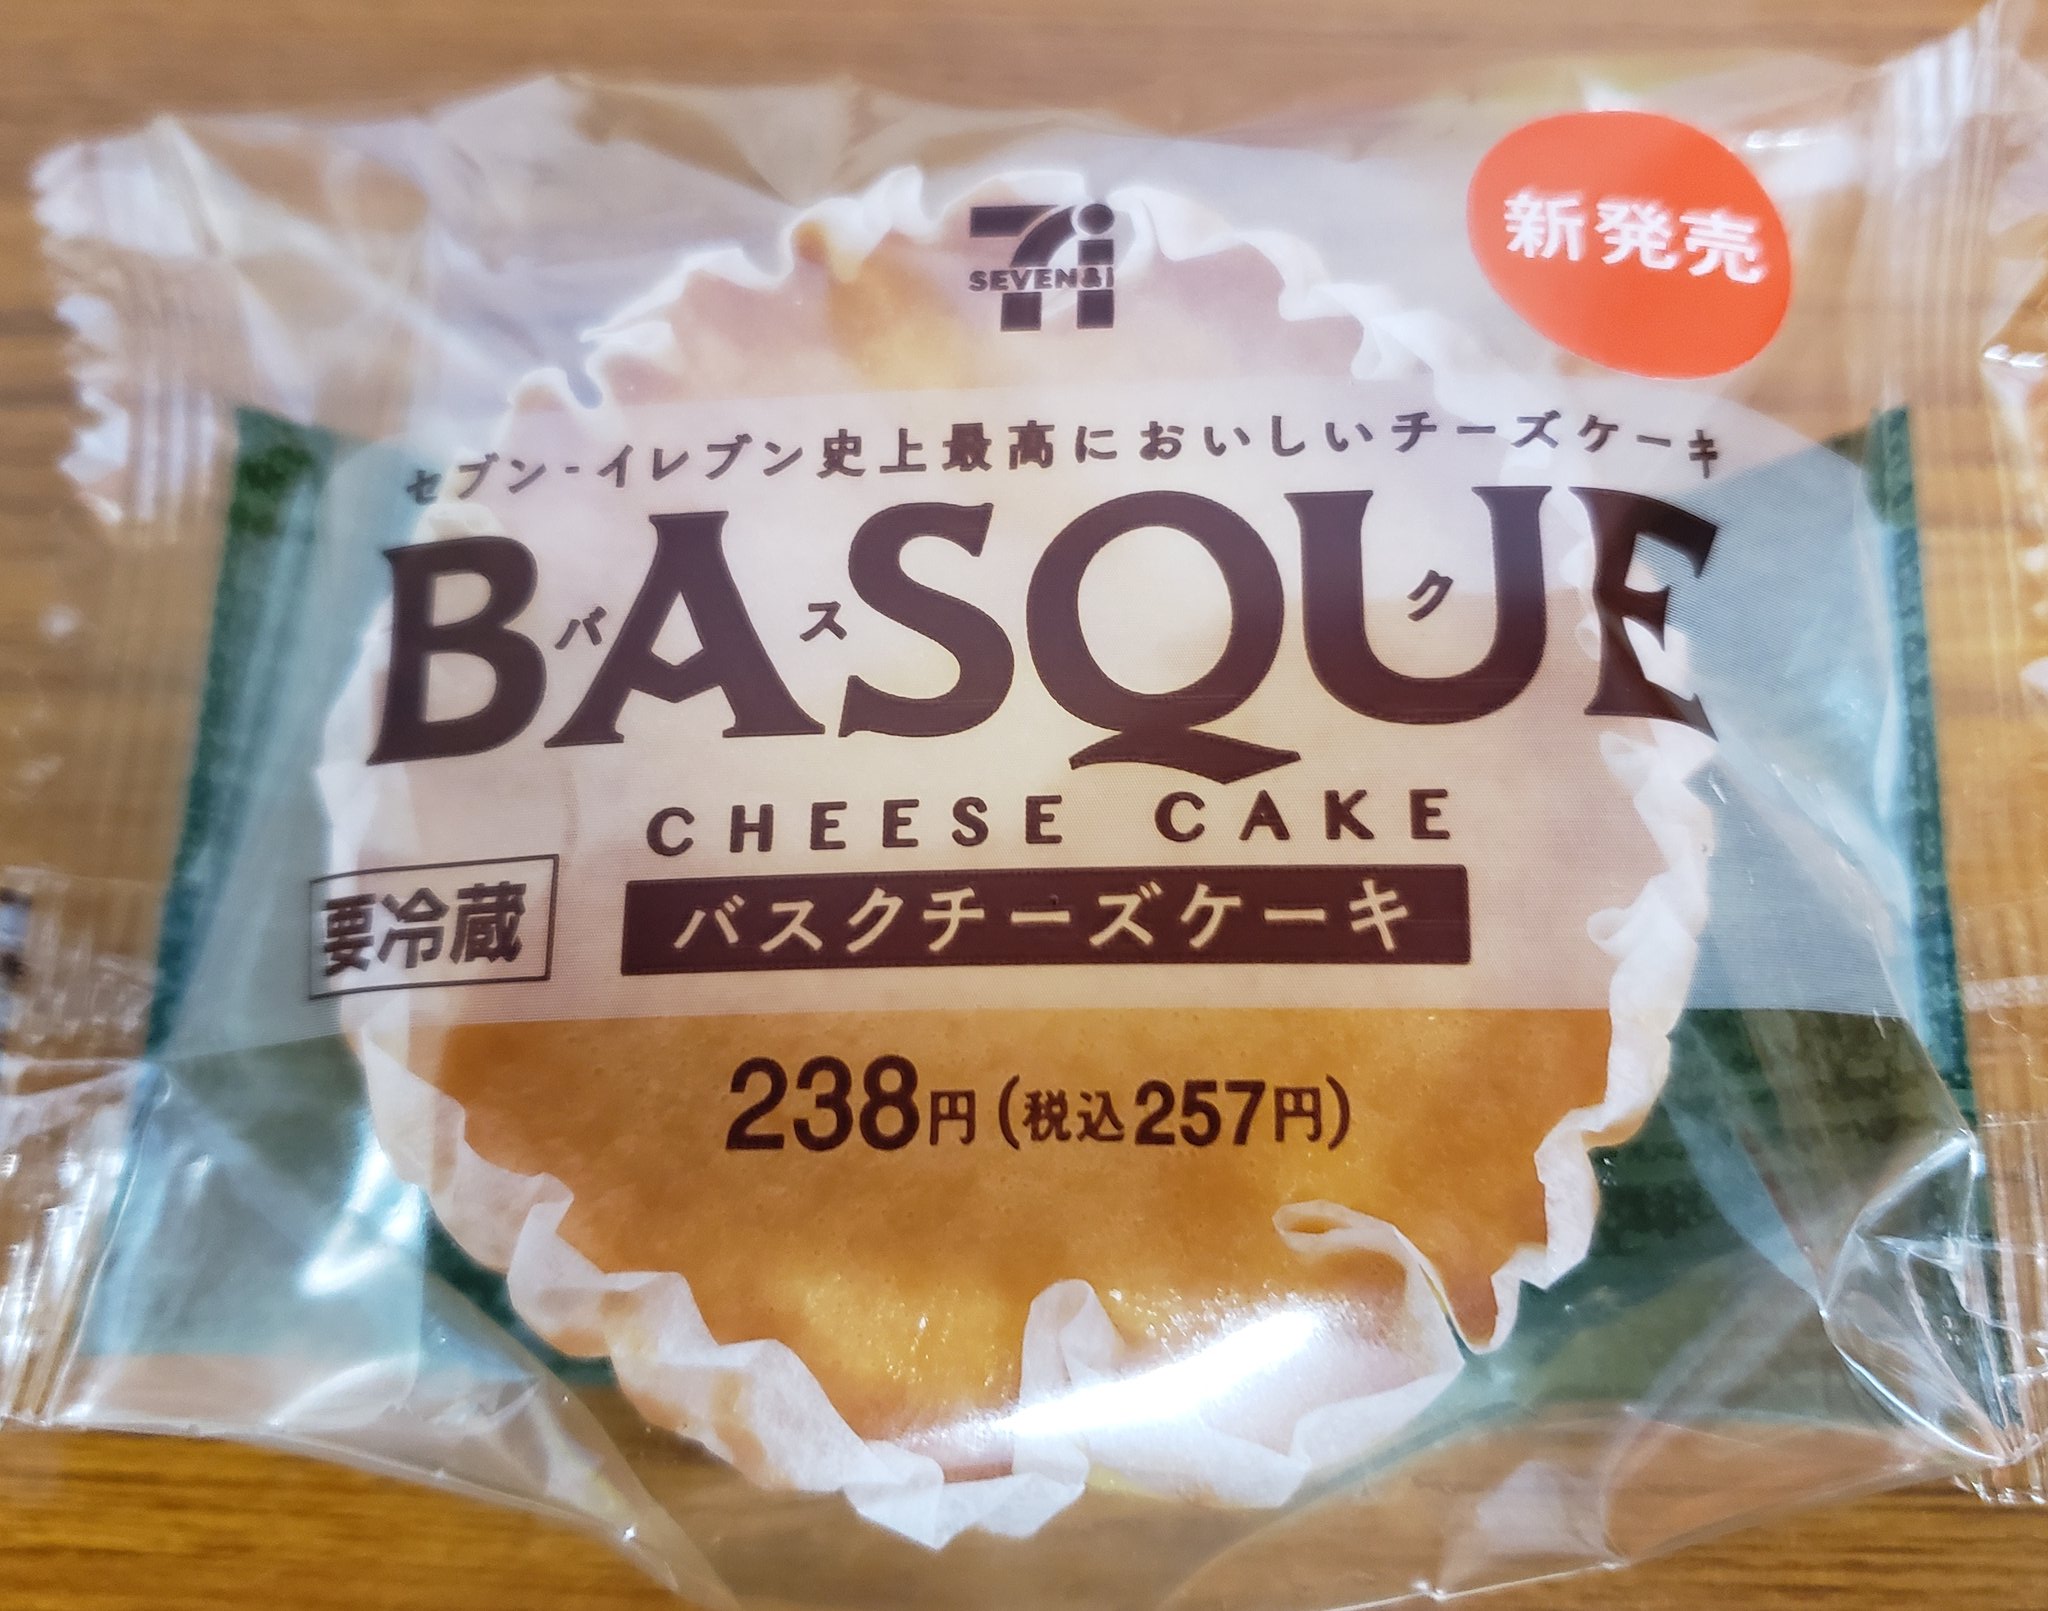 SEVEN&i
新発売
セブン-イレブン史上最高においしいチーズケーキ
BASQUE
バスク
CHEESE CAKE
バスクチーズケーキ
要冷蔵
238円(税込257円)